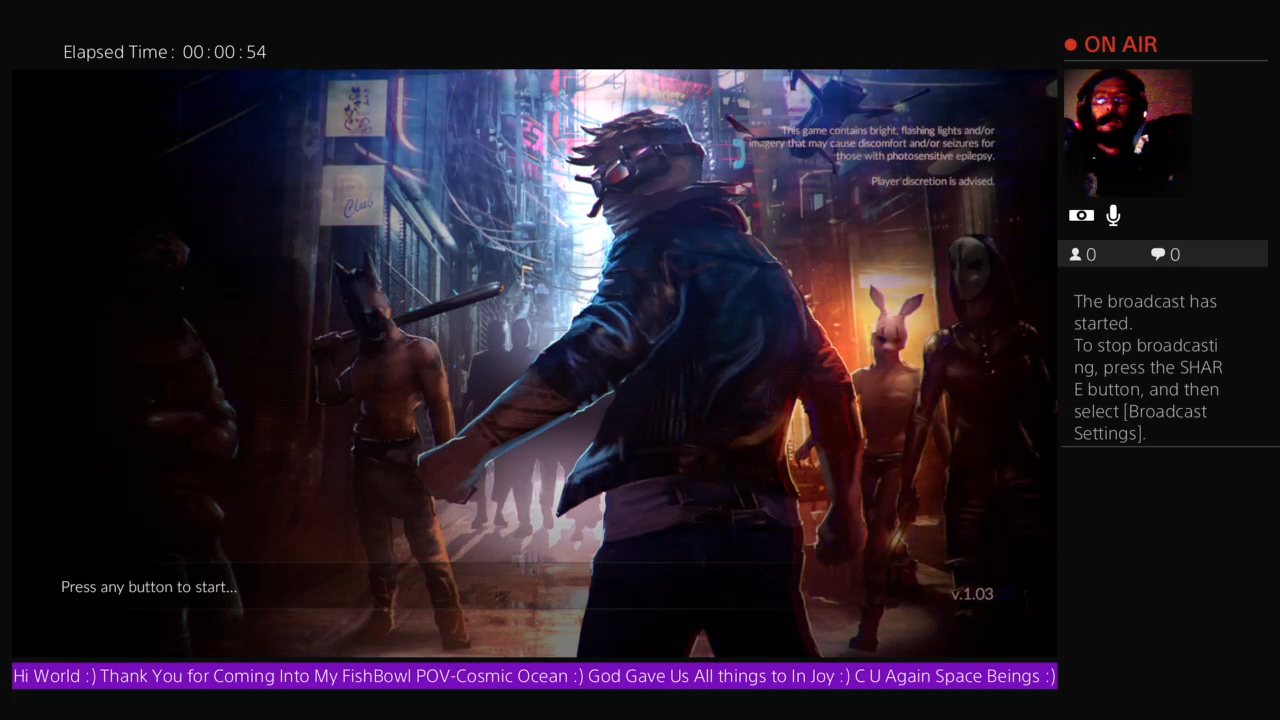 Elapsed Time: 00:00:54
ON AIR
Club
This game contains bright, flashing lights and/or
imagery that may cause discomfort and/or seizures for
those with photosensitive epilepsy.
Player discretion is advised.
0
0
The broadcast has
started.
To stop broadcasti
ng, press the SHAR
E button, and then
select [Broadcast
Settings].
Press any button to start...
v.1.03
Hi World :) Thank You for Coming Into My FishBowl POV-Cosmic Ocean :) God Gave Us All things to In Joy :) C U Again Space Beings :)